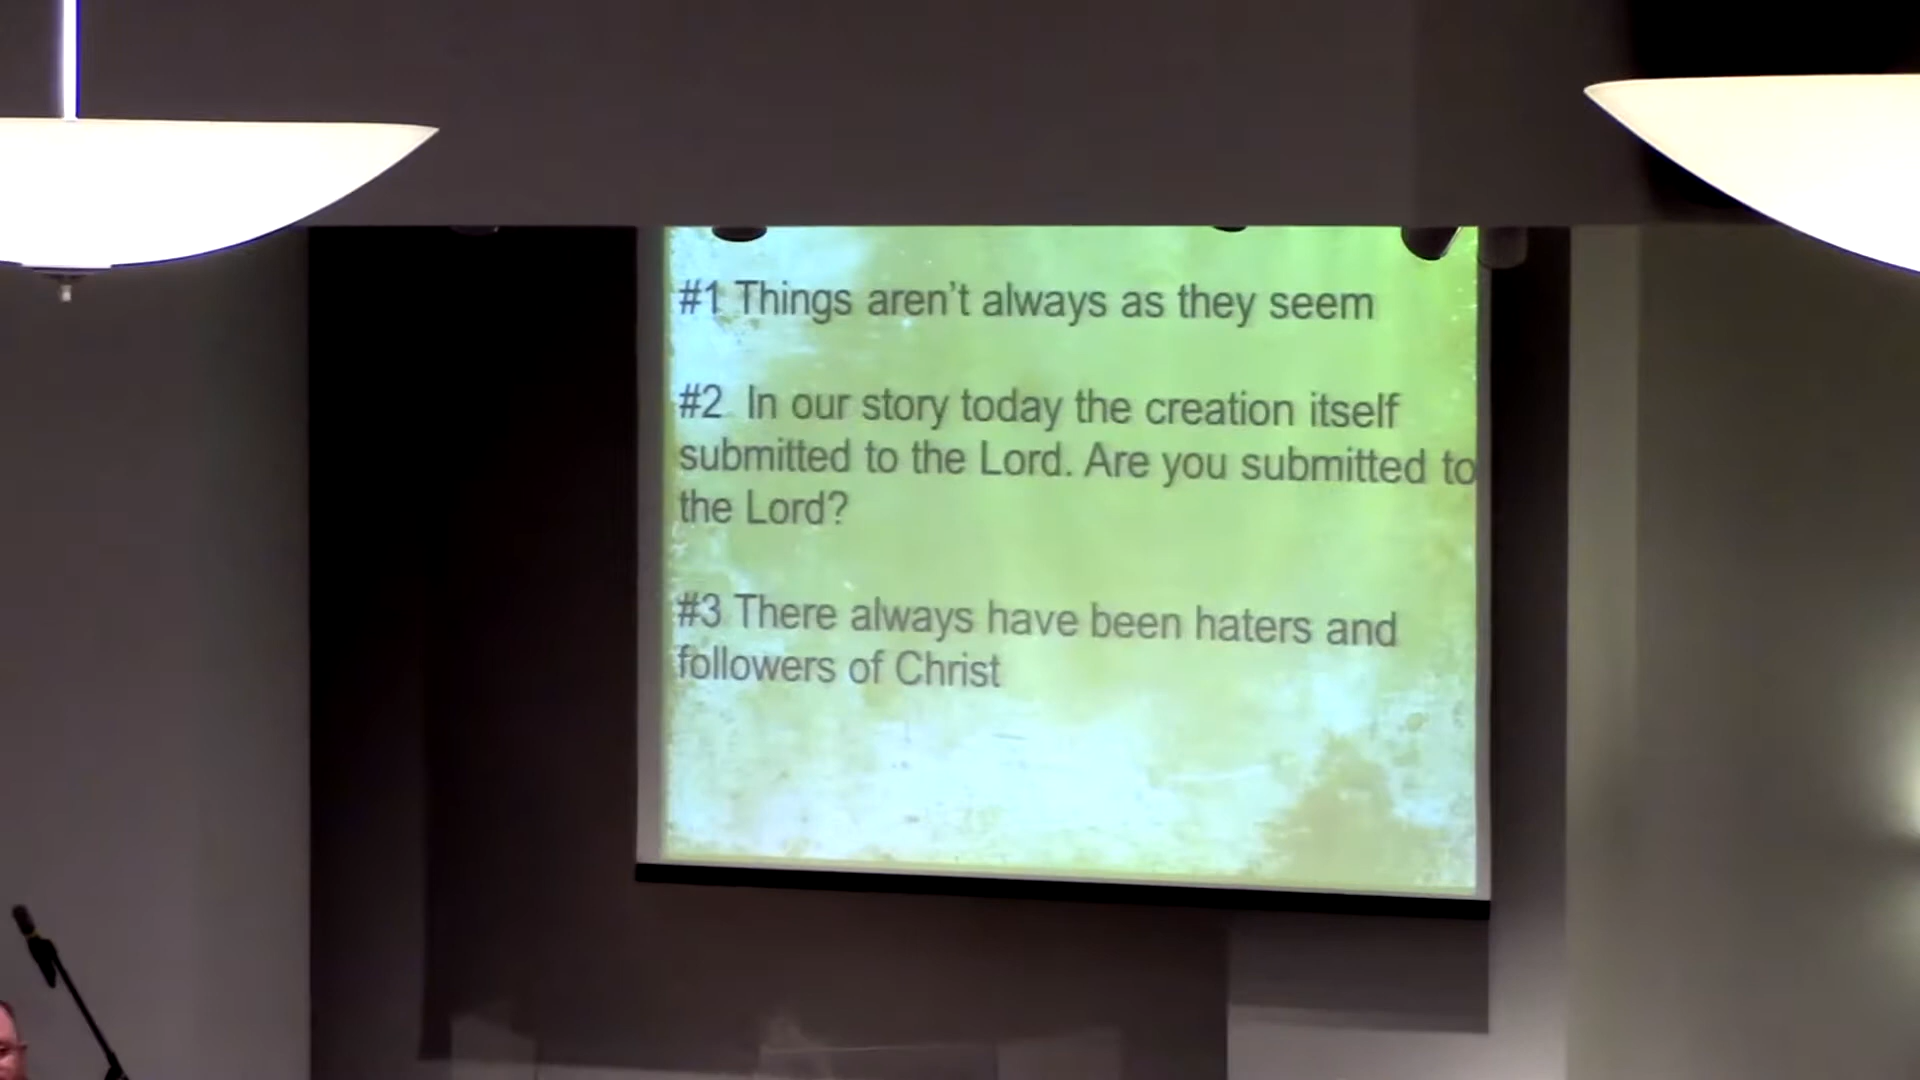 #1 Things aren't always as they seem
#2 In our story today the creation itself
submitted to the Lord. Are you submitted to
the Lord?
#3 There always have been haters and
followers of Christ